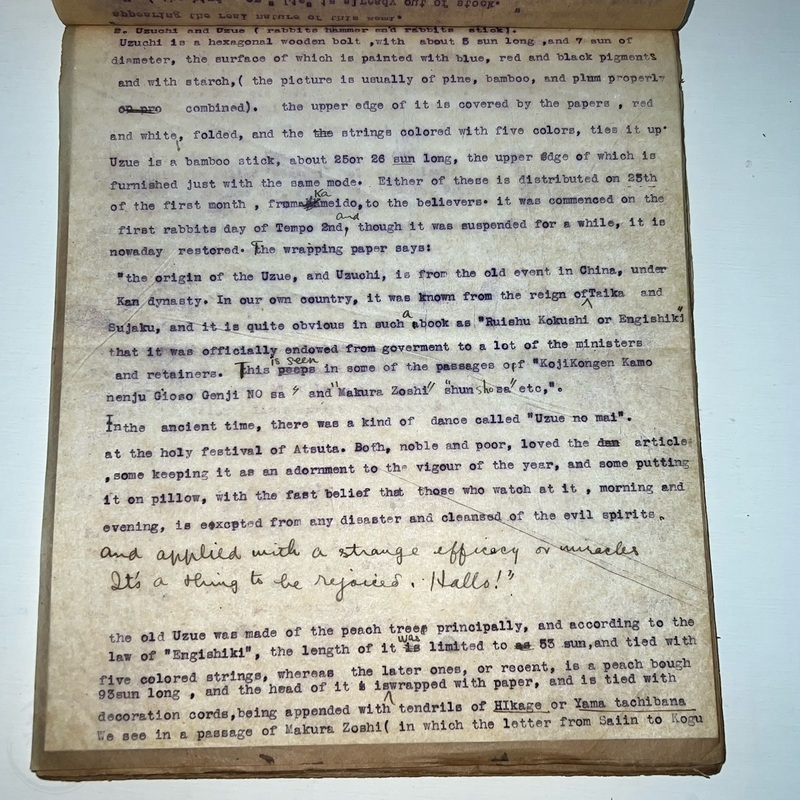 2. Uzuchi and Uzue ( rabbits hammer and rabbits stick).
Uzuchi is a hexagonal wooden bolt ,with about 5 sun long ,and 7 sun of
diameter, the surface of which is painted with blue, red and black pigments
and with starch,( the picture is usually of pine, bamboo, and plum properly
or pro combined). the upper edge of it is covered by the papers , red
and white, folded, and the the strings colored with five colors, ties it up.
Uzue is a bamboo stick, about 25or 26 sun long, the upper edge of which is
furnished just with the same mode. Either of these is distributed on 25th
of the first month , from Kameido,to the believers. it was commenced on the
first rabbits day of Tempo 2nd, and though it was suspended for a while, it is
nowaday restored. The wrapping paper says:
"the origin of the Uzue, and Uzuchi, is from the old event in China, under
Kan dynasty. In our own country, it was known from the reign of Taika and
Sujaku, and it is quite obvious in such a book as "Ruishu Kokushi or Engishiki"
that it was officially endowed from goverment to a lot of the ministers
and retainers. This is seen peeps in some of the passages of "KojiKongen Kamo
nenju Gioso Genji NO sa " and "Makura Zoshi" "shun sho sa" etc,".
In the ancient time, there was a kind of dance called "Uzue no mai".
at the holy festival of Atsuta. Both, noble and poor, loved the dan article
,some keeping it as an adornment to the vigour of the year, and some putting
it on pillow, with the fast belief that those who watch at it , morning and
evening, is excpted from any disaster and cleansed of the evil spirits.
and applied with a strange efficacy or miracles
It's a thing to be rejoiced. Hallo!"
the old Uzue was made of the peach tree principally, and according to the
law of "Engishiki", the length of it was is limited to as 53 sun,and tied with
five colored strings, whereas the later ones, or recent, is a peach bough
93sun long , and the head of it is wrapped with paper, and is tied with
decoration cords,being appended with tendrils of HIkage or Yama tachibana
We see in a passage of Makura Zoshi( in which the letter from Saiin to Kogu